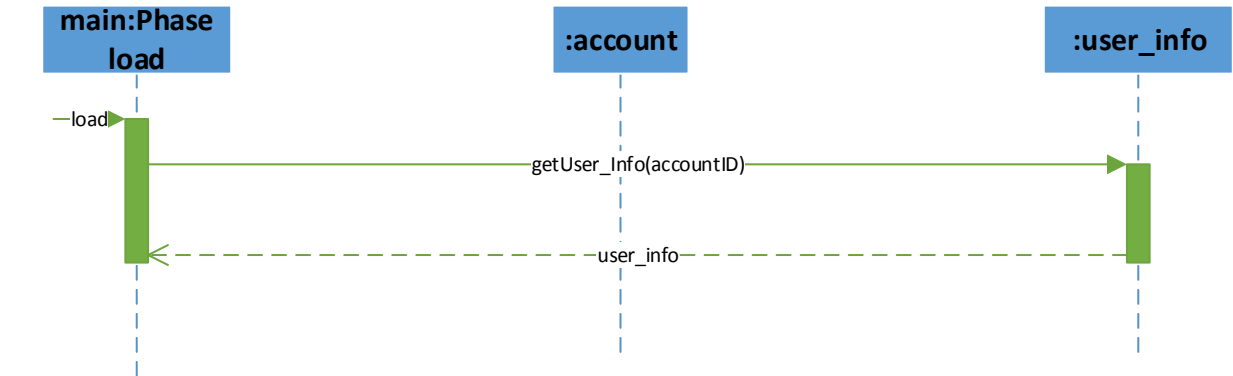 main:Phase
load
:account
:user_info
load
getUser_Info(accountID)
user_info